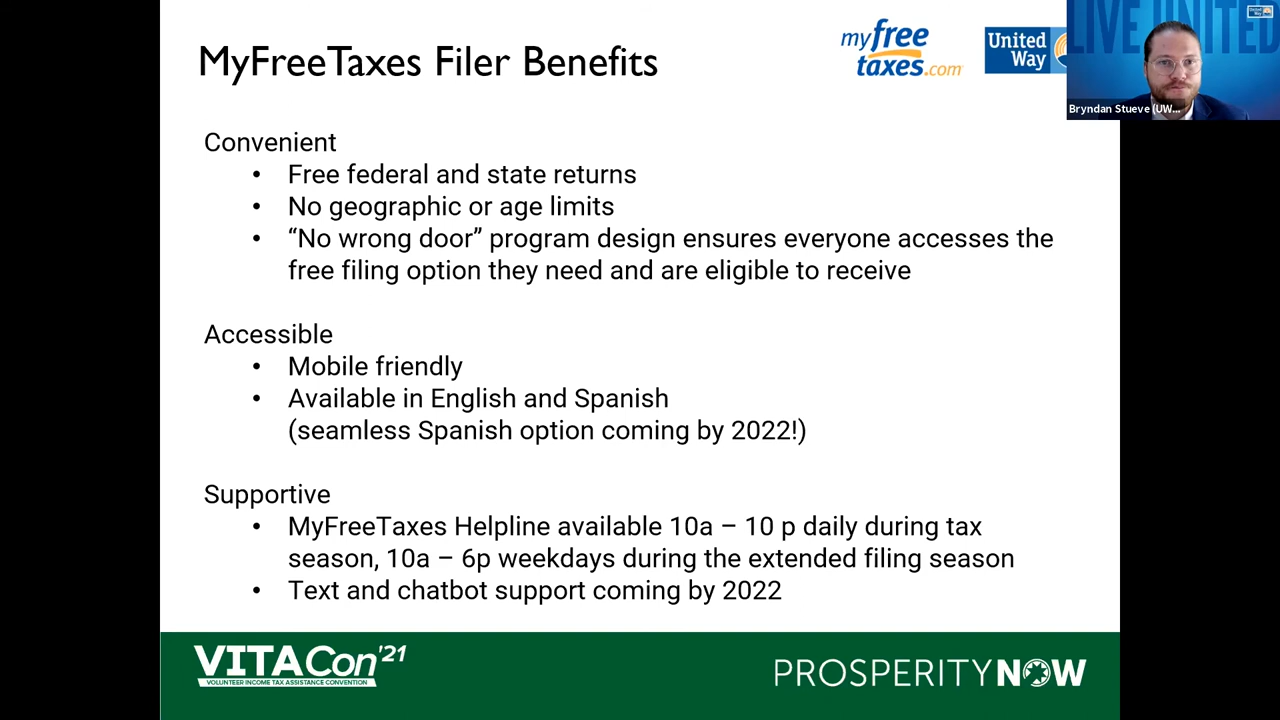 MyFreeTaxes Filer Benefits
my free
taxes.com
United
Way
LIVE UNITED
United
Way
Bryndan Stueve (UW...
Convenient
• Free federal and state returns
• No geographic or age limits
• “No wrong door” program design ensures everyone accesses the
free filing option they need and are eligible to receive
Accessible
• Mobile friendly
• Available in English and Spanish
(seamless Spanish option coming by 2022!)
Supportive
• MyFreeTaxes Helpline available 10a – 10 p daily during tax
season, 10a – 6p weekdays during the extended filing season
• Text and chatbot support coming by 2022
VITACon'21
VOLUNTEER INCOME TAX ASSISTANCE CONVENTION
PROSPERITY NOW